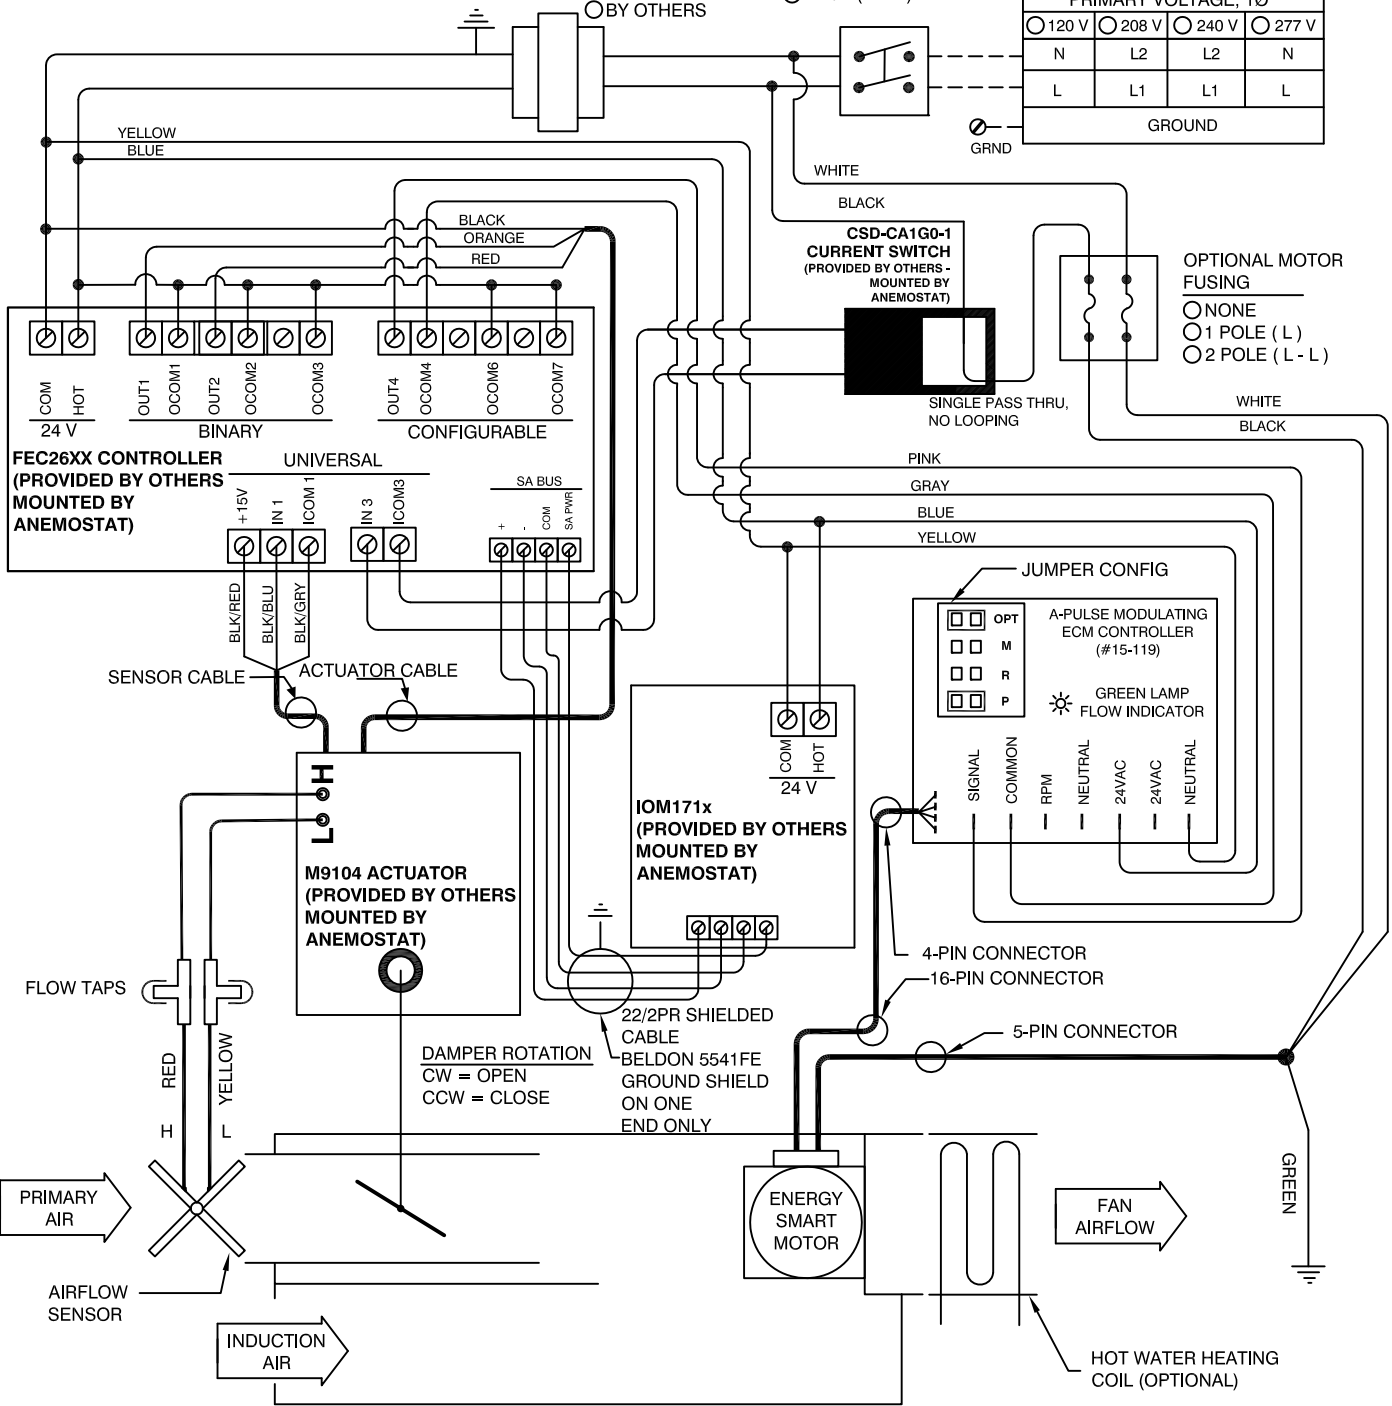 BY OTHERS
PRIMARY VOLTAGE, 1Ø
120 V 208 V 240 V 277 V
N L2 L2 N
L L1 L1 L
GROUND
GRND
YELLOW
BLUE
WHITE
BLACK
BLACK
ORANGE
RED
CSD-CA1G0-1
CURRENT SWITCH
(PROVIDED BY OTHERS -
MOUNTED BY
ANEMOSTAT)
OPTIONAL MOTOR
FUSING
NONE
1 POLE ( L )
2 POLE ( L - L )
SINGLE PASS THRU,
NO LOOPING
WHITE
BLACK
COM
HOT
24 V
OUT1
OCOM1
OUT2
OCOM2
OCOM3
BINARY
OUT4
OCOM4
OCOM6
OCOM7
CONFIGURABLE
FEC26XX CONTROLLER
(PROVIDED BY OTHERS
MOUNTED BY
ANEMOSTAT)
UNIVERSAL
+15V
IN 1
ICOM 1
IN 3
ICOM3
SA BUS
+
-
COM
SA PWR
PINK
GRAY
BLUE
YELLOW
BLK/RED
BLK/BLU
BLK/GRY
SENSOR CABLE
ACTUATOR CABLE
JUMPER CONFIG
OPT
M
R
P
A-PULSE MODULATING
ECM CONTROLLER
(#15-119)
GREEN LAMP
FLOW INDICATOR
SIGNAL
COMMON
RPM
NEUTRAL
24VAC
24VAC
NEUTRAL
COM
HOT
24 V
IOM171x
(PROVIDED BY OTHERS
MOUNTED BY
ANEMOSTAT)
H
L
M9104 ACTUATOR
(PROVIDED BY OTHERS
MOUNTED BY
ANEMOSTAT)
4-PIN CONNECTOR
16-PIN CONNECTOR
5-PIN CONNECTOR
FLOW TAPS
22/2PR SHIELDED
CABLE
BELDON 5541FE
GROUND SHIELD
ON ONE
END ONLY
DAMPER ROTATION
CW = OPEN
CCW = CLOSE
RED
YELLOW
H L
PRIMARY
AIR
AIRFLOW
SENSOR
INDUCTION
AIR
ENERGY
SMART
MOTOR
FAN
AIRFLOW
GREEN
HOT WATER HEATING
COIL (OPTIONAL)